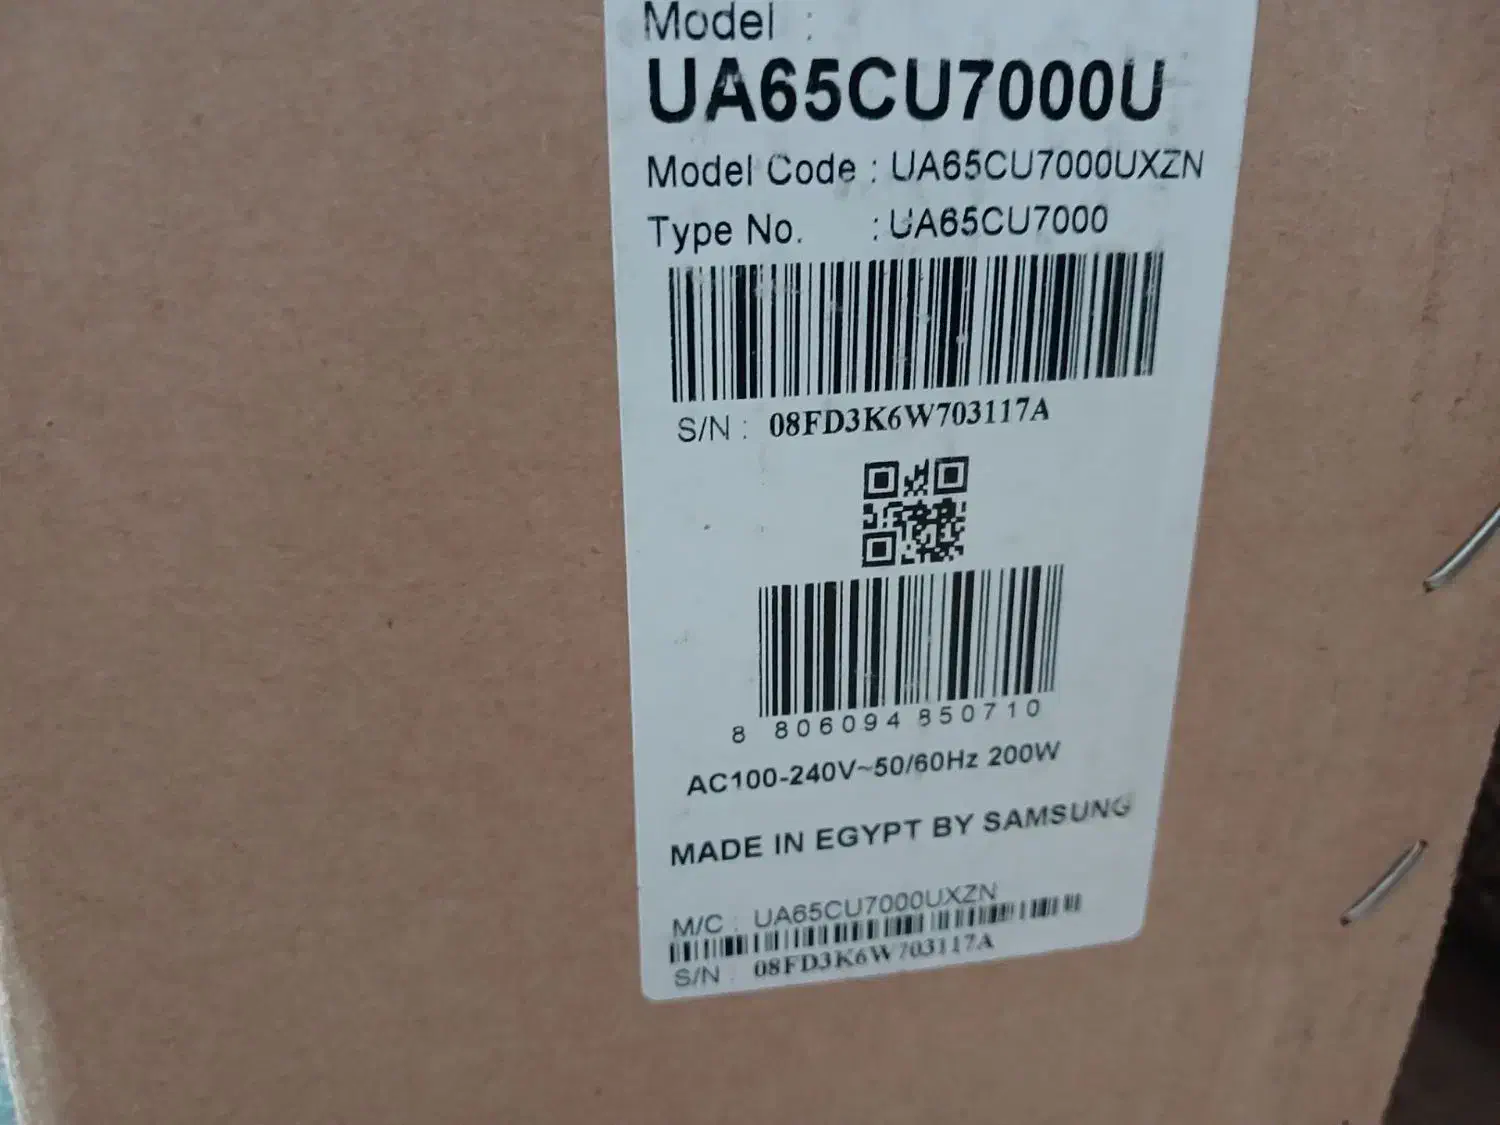 Model :
UA65CU7000U
Model Code : UA65CU7000UXZN
Type No. : UA65CU7000
S/N : 08FD3K6W703117A
8 806094 850710
AC100-240V~50/60Hz 200W
MADE IN EGYPT BY SAMSUNG
M/C : UA65CU7000UXZN
S/N : 08FD3K6W703117A